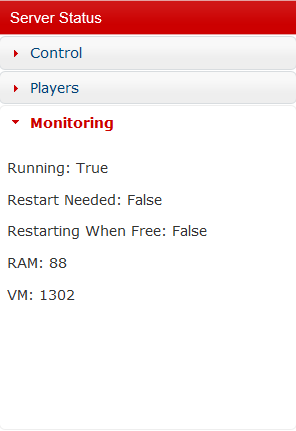 Server Status
Control
Players
Monitoring
Running: True
Restart Needed: False
Restarting When Free: False
RAM: 88
VM: 1302